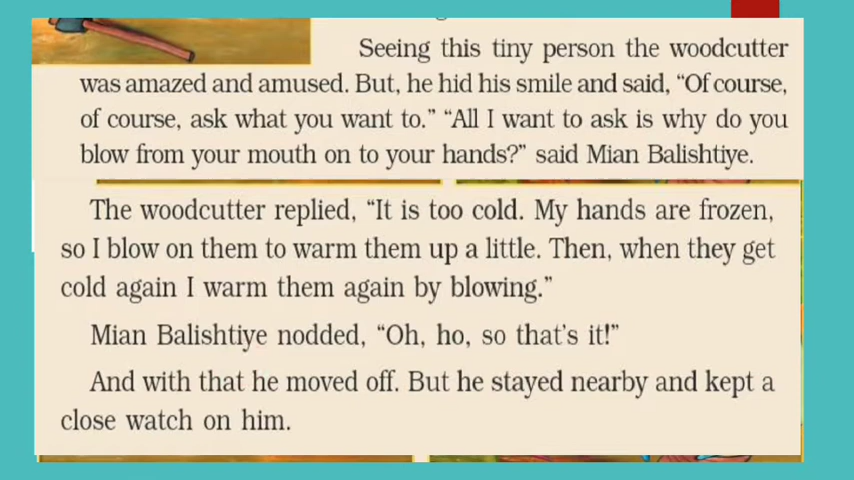 Seeing this tiny person the woodcutter
was amazed and amused. But, he hid his smile and said, “Of course,
of course, ask what you want to.” “All I want to ask is why do you
blow from your mouth on to your hands?” said Mian Balishtiye.
The woodcutter replied, “It is too cold. My hands are frozen,
so I blow on them to warm them up a little. Then, when they get
cold again I warm them again by blowing.”
Mian Balishtiye nodded, “Oh, ho, so that’s it!”
And with that he moved off. But he stayed nearby and kept a
close watch on him.